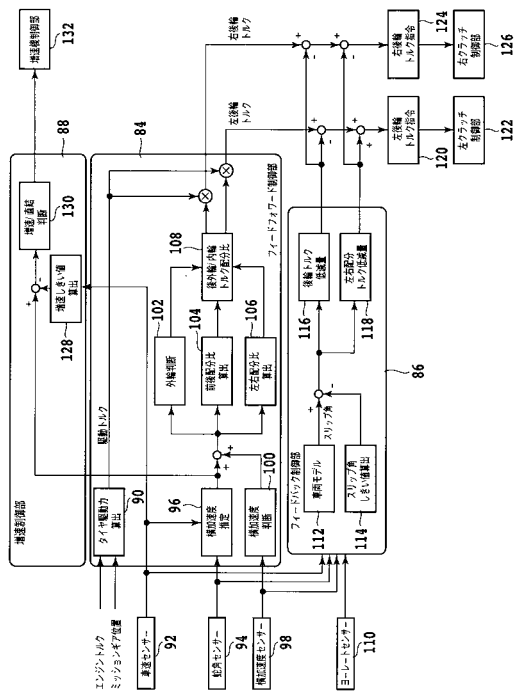 増速制御部
88
増速/直結
判断
130
増速機制御部
132
増速しきい値
算出
128
エンジントルク
ミッションギア位置
タイヤ駆動力
算出
90
駆動トルク
84
フィードフォワード制御部
車速センサー
92
舵角センサー
94
横加速度センサー
98
ヨーレートセンサー
110
横加速度
推定
96
横加速度
判断
100
外輪判断
102
前後配分比
算出
104
左右配分比
算出
106
後外輪/内輪
トルク配分比
108
左後輪
トルク
右後輪
トルク
フィードバック制御部
86
車両モデル
112
スリップ角
スリップ角
しきい値算出
114
後輪トルク
低減量
116
左右配分
トルク低減量
118
左後輪
トルク指令
120
左クラッチ
制御部
122
右後輪
トルク指令
124
右クラッチ
制御部
126